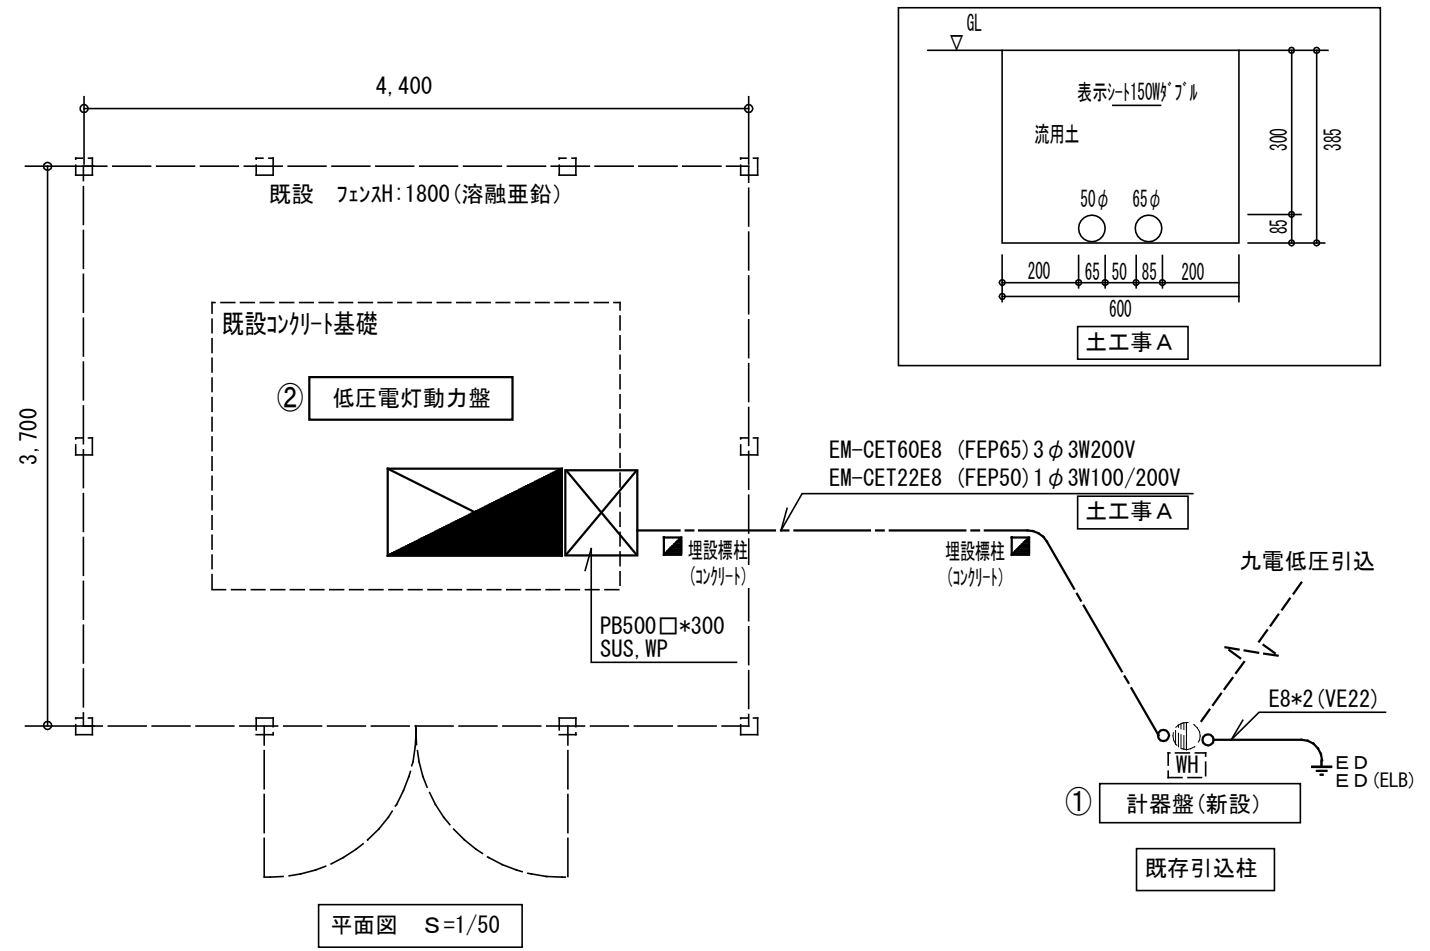 4,400
3,700
既設 フェンスH:1800(溶融亜鉛)
既設コンクリート基礎
② 低圧電灯動力盤
PB500□*300
SUS,WP
埋設標柱
(コンクリート)
埋設標柱
(コンクリート)
EM-CET60E8 (FEP65)3φ3W200V
EM-CET22E8 (FEP50)1φ3W100/200V
土工事A
九電低圧引込
E8*2(VE22)
WH
ED
ED(ELB)
① 計器盤(新設)
既存引込柱
平面図 S=1/50
GL
表示シート150Wダブル
流用土
50φ 65φ
300
385
85
200 65 50 85 200
600
土工事A